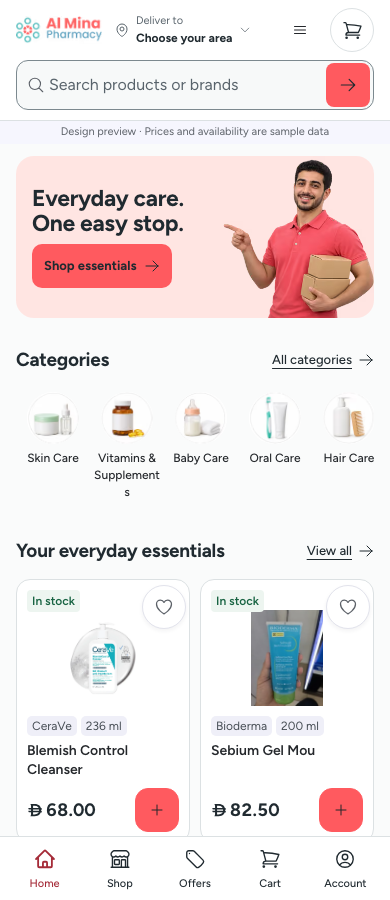 Al Mina
Pharmacy
Deliver to
Choose your area
Search products or brands
Design preview · Prices and availability are sample data
Everyday care.
One easy stop.
Shop essentials
Categories
All categories
Skin Care
Vitamins &
Supplement
s
Baby Care
Oral Care
Hair Care
Your everyday essentials
View all
In stock
In stock
CeraVe
CeraVe 236 ml
Bioderma 200 ml
Blemish Control
Cleanser
Sebium Gel Mou
68.00
82.50
Home
Shop
Offers
Cart
Account